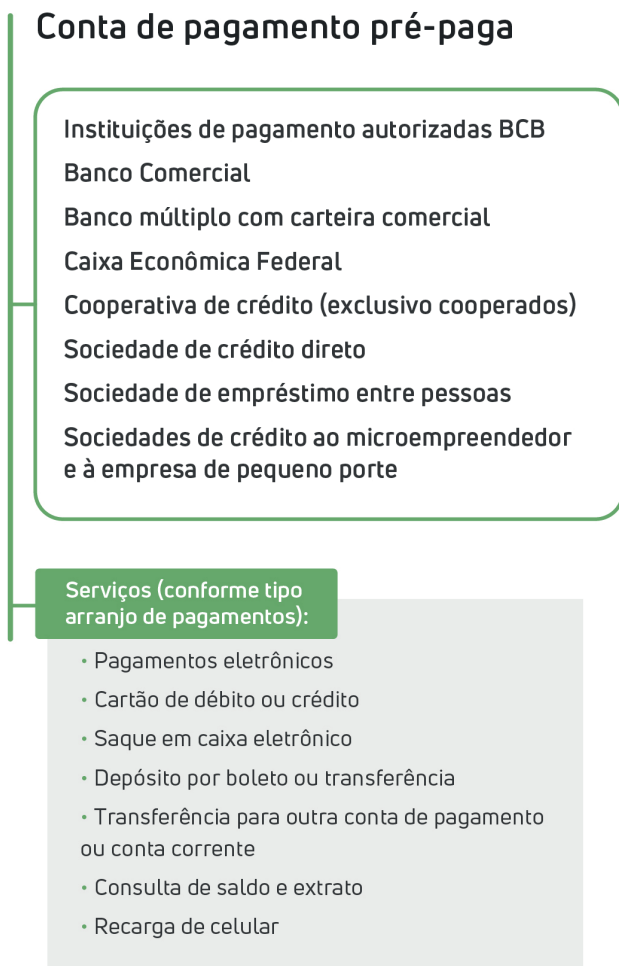 Conta de pagamento pré-paga
Instituições de pagamento autorizadas BCB
Banco Comercial
Banco múltiplo com carteira comercial
Caixa Econômica Federal
Cooperativa de crédito (exclusivo cooperados)
Sociedade de crédito direto
Sociedade de empréstimo entre pessoas
Sociedades de crédito ao microempreendedor
e à empresa de pequeno porte
Serviços (conforme tipo
arranjo de pagamentos):
• Pagamentos eletrônicos
• Cartão de débito ou crédito
• Saque em caixa eletrônico
• Depósito por boleto ou transferência
• Transferência para outra conta de pagamento
ou conta corrente
• Consulta de saldo e extrato
• Recarga de celular